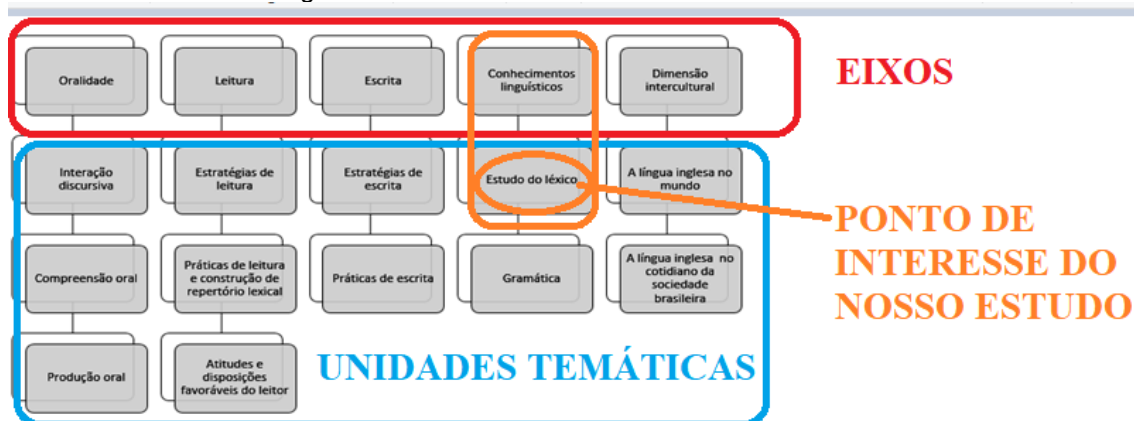 Oralidade
Leitura
Escrita
Conhecimentos
linguísticos
Dimensão
intercultural
EIXOS
Interação
discursiva
Estratégias de
leitura
Estratégias de
escrita
Estudo do léxico
A língua inglesa no
mundo
PONTO DE
INTERESSE DO
NOSSO ESTUDO
Compreensão oral
Práticas de leitura
e construção de
repertório lexical
Práticas de escrita
Gramática
A língua inglesa no
cotidiano da
sociedade
brasileira
Produção oral
Atitudes e
disposições
favoráveis do leitor
UNIDADES TEMÁTICAS